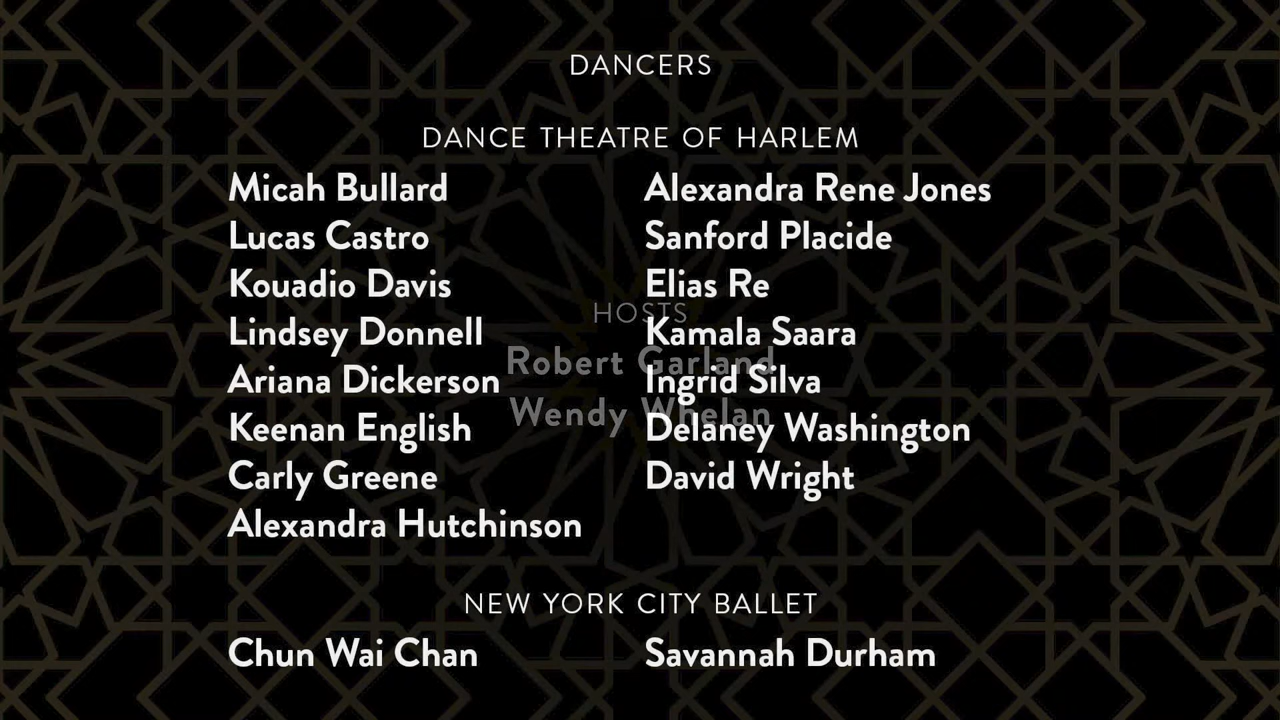 DANCERS
DANCE THEATRE OF HARLEM
Micah Bullard
Lucas Castro
Kouadio Davis
Lindsey Donnell
Ariana Dickerson
Keenan English
Carly Greene
Alexandra Hutchinson
Alexandra Rene Jones
Sanford Placide
Elias Re
Kamala Saara
Ingrid Silva
Delaney Washington
David Wright
HOSTS
Robert Garland
Wendy Whelan
NEW YORK CITY BALLET
Chun Wai Chan
Savannah Durham